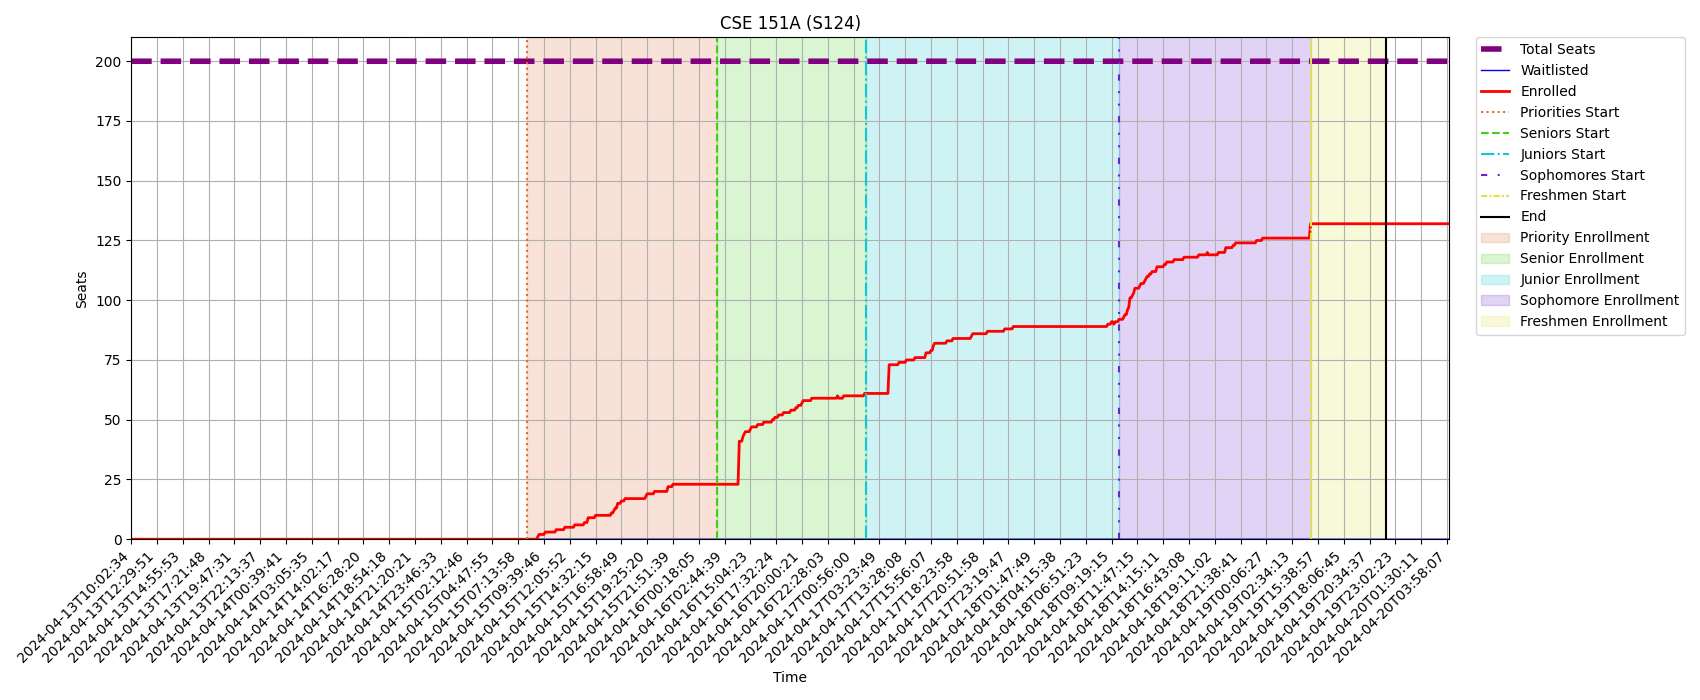 CSE 151A (S124)
200
175
150
125
100
75
50
25
0
Seats
2024-04-13T10:02:34
2024-04-13T12:29:51
2024-04-13T14:55:53
2024-04-13T17:21:48
2024-04-13T19:47:31
2024-04-13T22:13:37
2024-04-14T00:39:41
2024-04-14T03:05:35
2024-04-14T14:02:17
2024-04-14T16:28:20
2024-04-14T18:54:18
2024-04-14T21:20:21
2024-04-14T23:46:33
2024-04-15T02:12:46
2024-04-15T04:47:55
2024-04-15T07:13:58
2024-04-15T09:39:46
2024-04-15T12:05:52
2024-04-15T14:32:15
2024-04-15T16:58:49
2024-04-15T19:25:20
2024-04-15T21:51:39
2024-04-16T00:18:05
2024-04-16T02:44:39
2024-04-16T15:04:23
2024-04-16T17:32:24
2024-04-16T20:00:21
2024-04-16T22:28:03
2024-04-17T00:56:00
2024-04-17T03:23:49
2024-04-17T13:28:08
2024-04-17T15:56:07
2024-04-17T18:23:58
2024-04-17T20:51:58
2024-04-17T23:19:47
2024-04-18T01:47:49
2024-04-18T04:15:38
2024-04-18T06:51:23
2024-04-18T09:19:15
2024-04-18T11:47:15
2024-04-18T14:15:11
2024-04-18T16:43:08
2024-04-18T19:11:02
2024-04-18T21:38:41
2024-04-19T00:06:27
2024-04-19T02:34:13
2024-04-19T15:38:57
2024-04-19T18:06:45
2024-04-19T20:34:37
2024-04-19T23:02:23
2024-04-20T01:30:11
2024-04-20T03:58:07
Time
Total Seats
Waitlisted
Enrolled
Priorities Start
Seniors Start
Juniors Start
Sophomores Start
Freshmen Start
End
Priority Enrollment
Senior Enrollment
Junior Enrollment
Sophomore Enrollment
Freshmen Enrollment